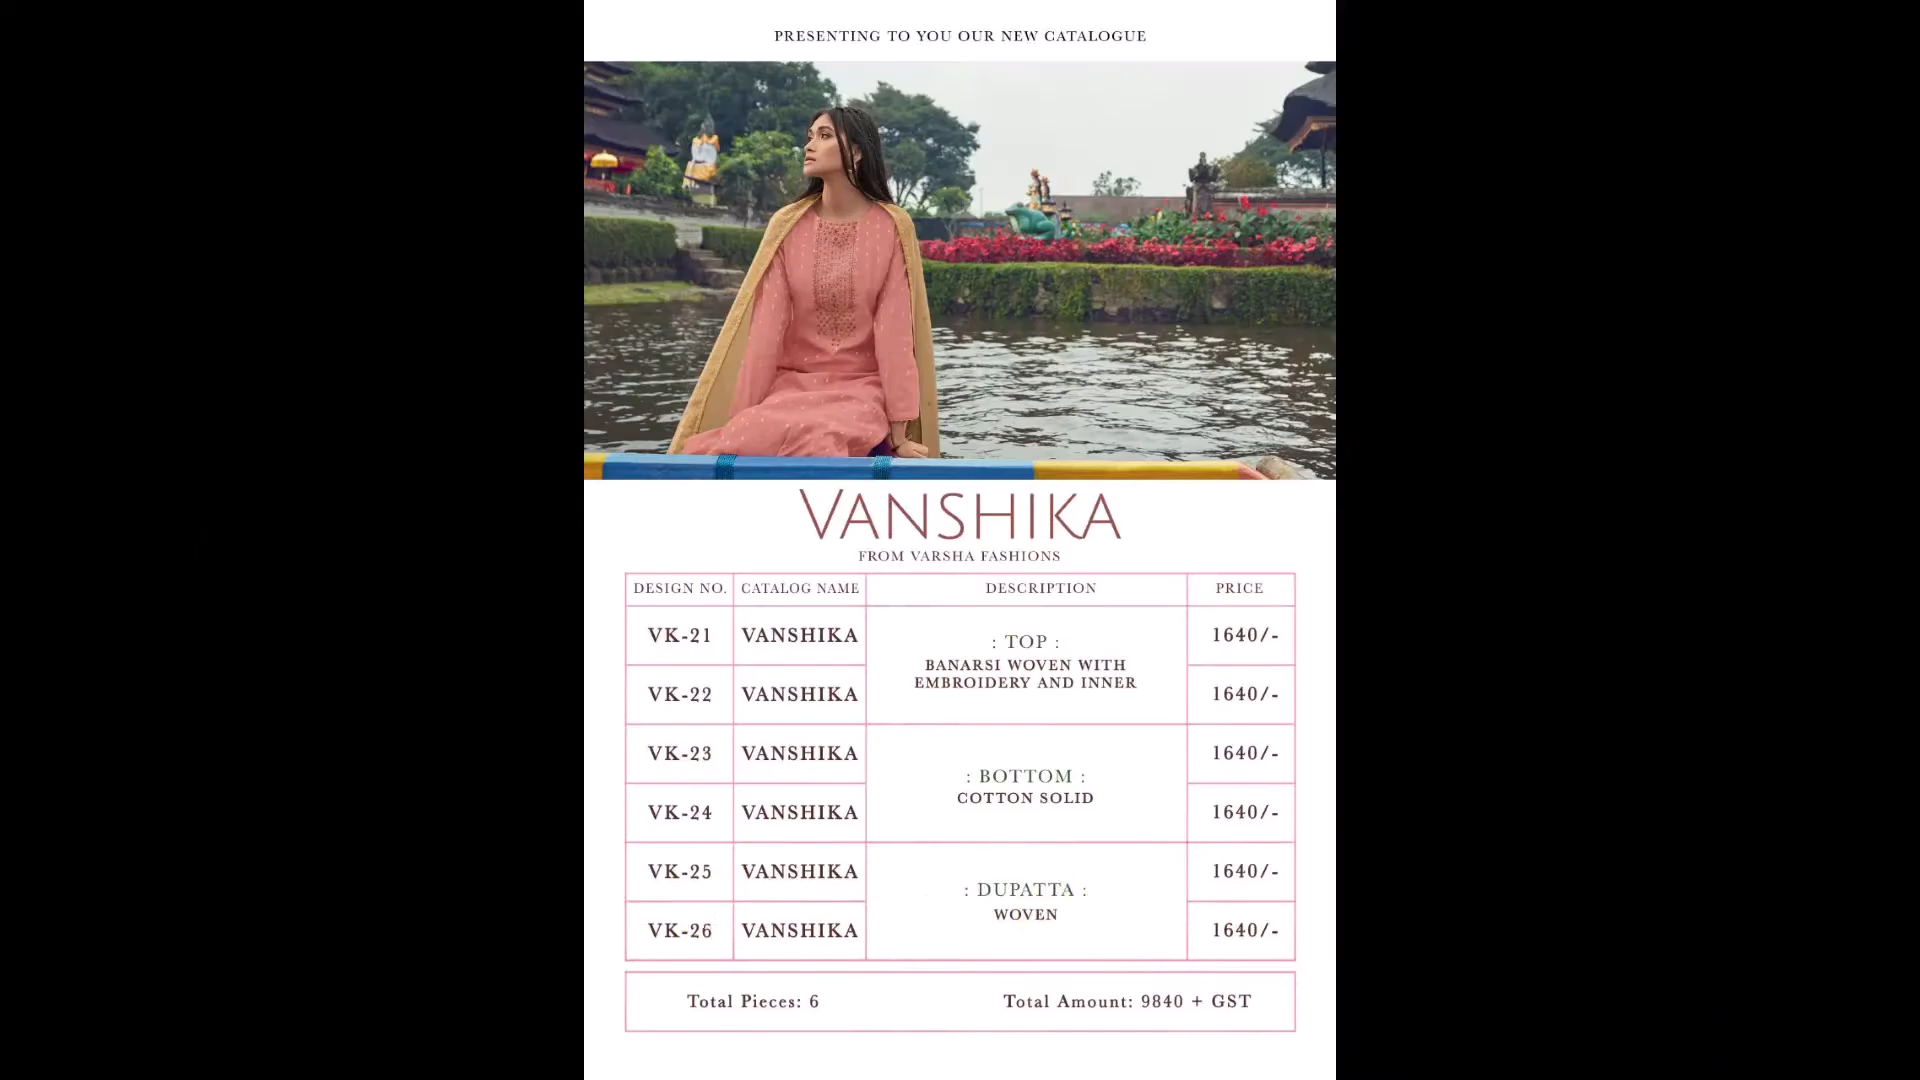 PRESENTING TO YOU OUR NEW CATALOGUE
VANSHIKA
FROM VARSHA FASHIONS
DESIGN NO. CATALOG NAME DESCRIPTION PRICE
VK-21 VANSHIKA 1640/-
: TOP :
BANARSI WOVEN WITH
EMBROIDERY AND INNER
VK-22 VANSHIKA 1640/-
VK-23 VANSHIKA 1640/-
: BOTTOM :
COTTON SOLID
VK-24 VANSHIKA 1640/-
VK-25 VANSHIKA 1640/-
: DUPATTA :
WOVEN
VK-26 VANSHIKA 1640/-
Total Pieces: 6 Total Amount: 9840 + GST